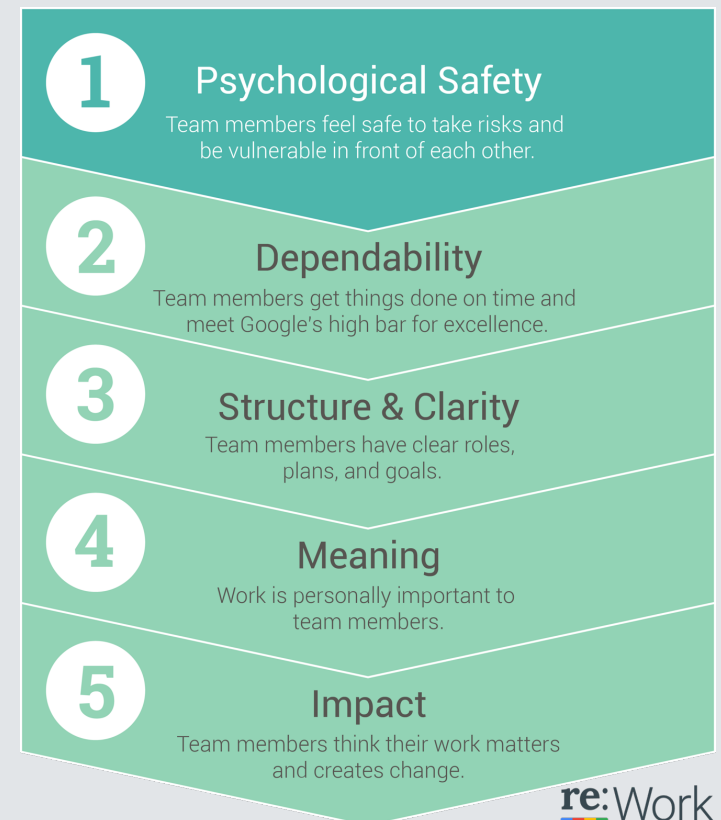 1
Psychological Safety
Team members feel safe to take risks and
be vulnerable in front of each other.
2
Dependability
Team members get things done on time and
meet Google's high bar for excellence.
3
Structure & Clarity
Team members have clear roles,
plans, and goals.
4
Meaning
Work is personally important to
team members.
5
Impact
Team members think their work matters
and creates change.
re:Work